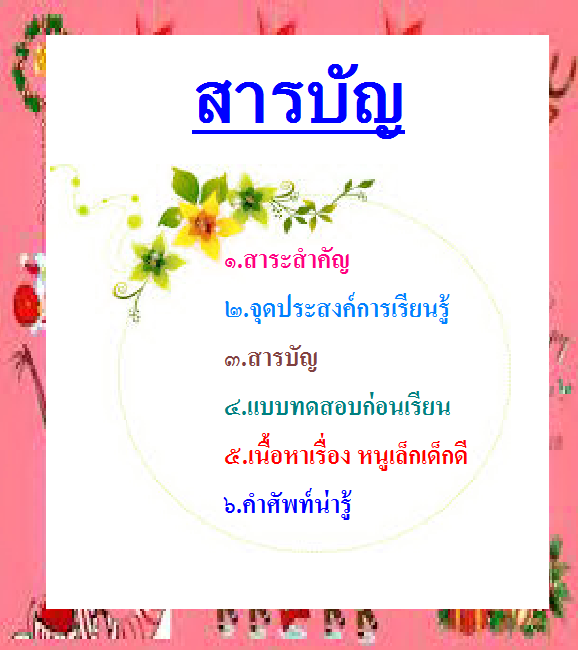 สารบัญ
๑.สาระสำคัญ
๒.จุดประสงค์การเรียนรู้
๓.สารบัญ
๔.แบบทดสอบก่อนเรียน
๕.เนื้อหาเรื่อง หนูเล็กเด็กดี
๖.คำศัพท์น่ารู้